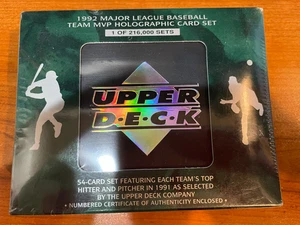 1992 MAJOR LEAGUE BASEBALL
TEAM MVP HOLOGRAPHIC CARD SET
1 OF 216,000 SETS
UPPER
D·E·C·K
54-CARD SET FEATURING EACH TEAM'S TOP
HITTER AND PITCHER IN 1991 AS SELECTED
BY THE UPPER DECK COMPANY
• NUMBERED CERTIFICATE OF AUTHENTICITY ENCLOSED •